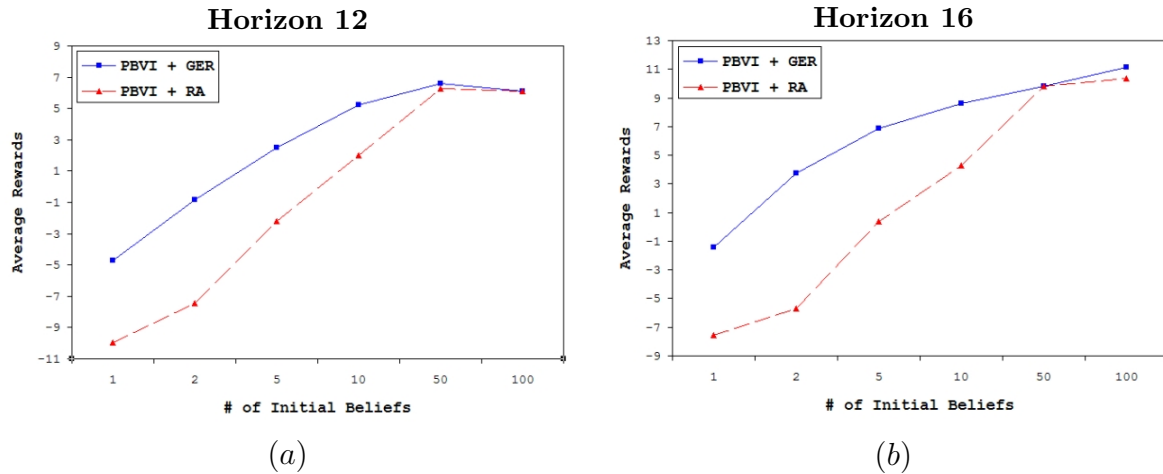 Horizon 12
9
7
5
3
1
-1
-3
-5
-7
-9
-11
PBVI + GER
PBVI + RA
Average Rewards
1 2 5 10 50 100
# of Initial Beliefs
(a)
Horizon 16
13
11
9
7
5
3
1
-1
-3
-5
-7
-9
PBVI + GER
PBVI + RA
Average Rewards
1 2 5 10 50 100
# of Initial Beliefs
(b)